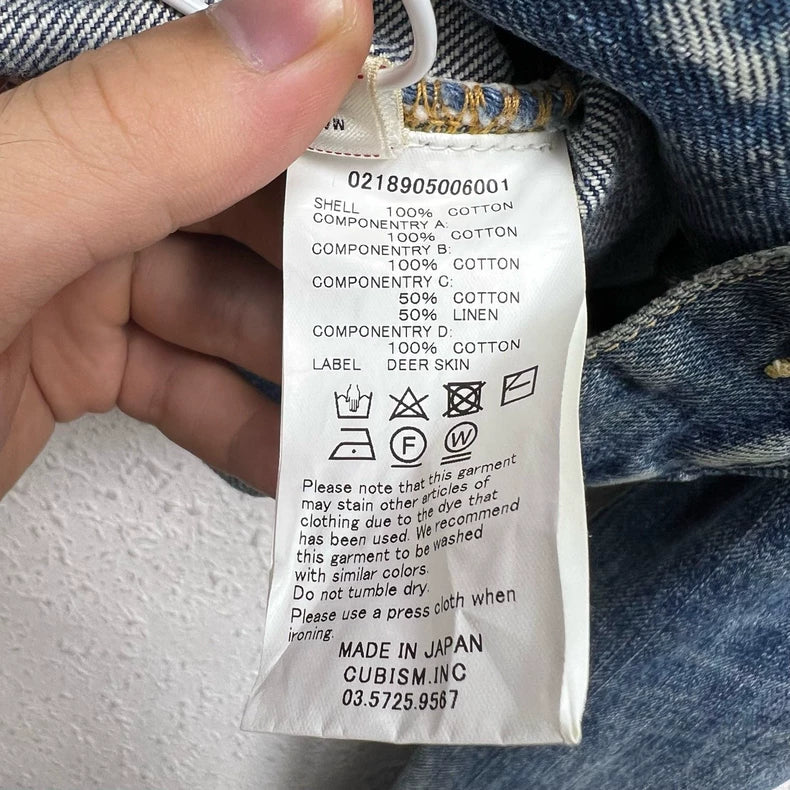 0218905006001
SHELL 100% COTTON
COMPONENTRY A:
100% COTTON
COMPONENTRY B:
100% COTTON
COMPONENTRY C:
50% COTTON
50% LINEN
COMPONENTRY D:
100% COTTON
LABEL DEER SKIN
F W
Please note that this garment
may stain other articles of
clothing due to the dye that
has been used. We recommend
this garment to be washed
with similar colors.
Do not tumble dry.
Please use a press cloth when
ironing.
MADE IN JAPAN
CUBISM.INC
03.5725.9567